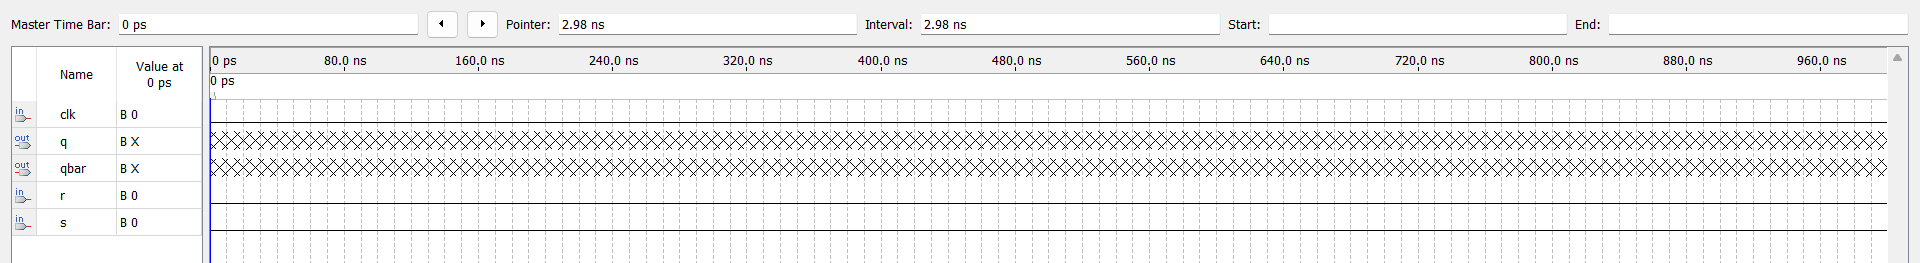 Master Time Bar: 0 ps Pointer: 2.98 ns Interval: 2.98 ns Start: End:
Name Value at 0 ps
0 ps 80.0 ns 160.0 ns 240.0 ns 320.0 ns 400.0 ns 480.0 ns 560.0 ns 640.0 ns 720.0 ns 800.0 ns 880.0 ns 960.0 ns
0 ps
in clk B 0
out q B X
out qbar B X
in r B 0
in s B 0